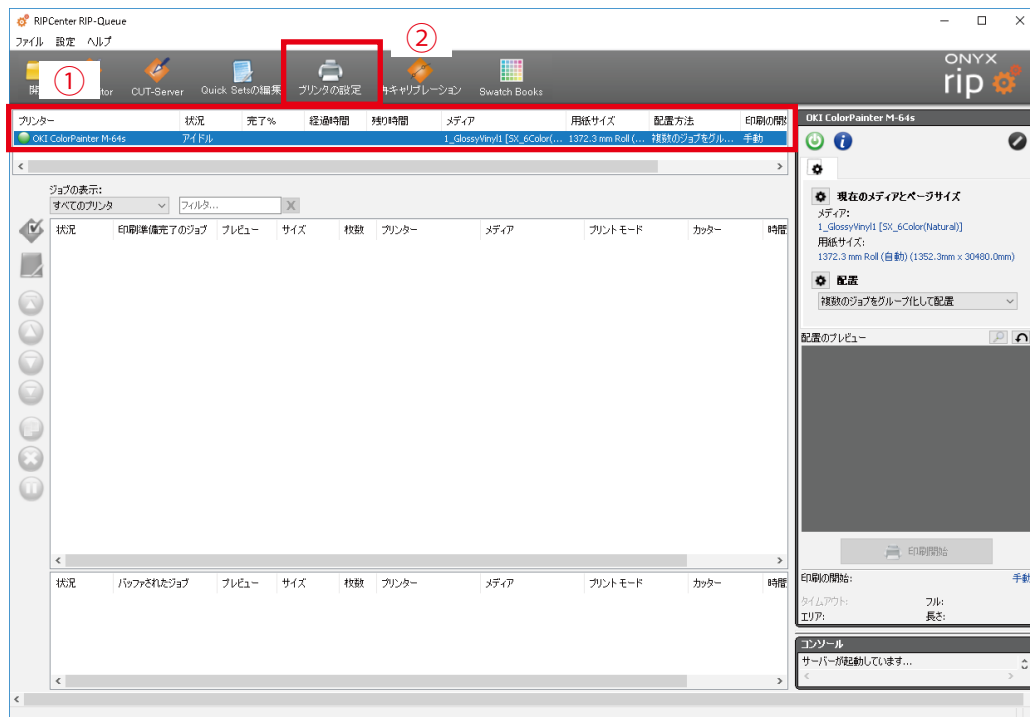 RIPCenter RIP-Queue
ファイル 設定 ヘルプ
① ②
開 tor CUT-Server Quick Setsの編集 プリンタの設定 再キャリブレーション Swatch Books
ONYX
rip
プリンター 状況 完了% 経過時間 残り時間 メディア 用紙サイズ 配置方法 印刷の開始
OKI ColorPainter M-64s アイドル 1_GlossyVinyl1 [SX_6Color(... 1372.3 mm Roll (... 複数のジョブをグル... 手動
ジョブの表示:
すべてのプリンタ フィルタ... X
状況 印刷準備完了のジョブ プレビュー サイズ 枚数 プリンター メディア プリントモード カッター 時間
状況 バッファされたジョブ プレビュー サイズ 枚数 プリンター メディア プリントモード カッター 時間
OKI ColorPainter M-64s
現在のメディアとページサイズ
メディア:
1_GlossyVinyl1 [SX_6Color(Natural)]
用紙サイズ:
1372.3 mm Roll (自動) (1352.3mm x 30480.0mm)
配置
複数のジョブをグループ化して配置
配置のプレビュー
印刷開始
印刷の開始: 手動
タイムアウト: フル:
エリア: 長さ:
コンソール
サーバーが起動しています...